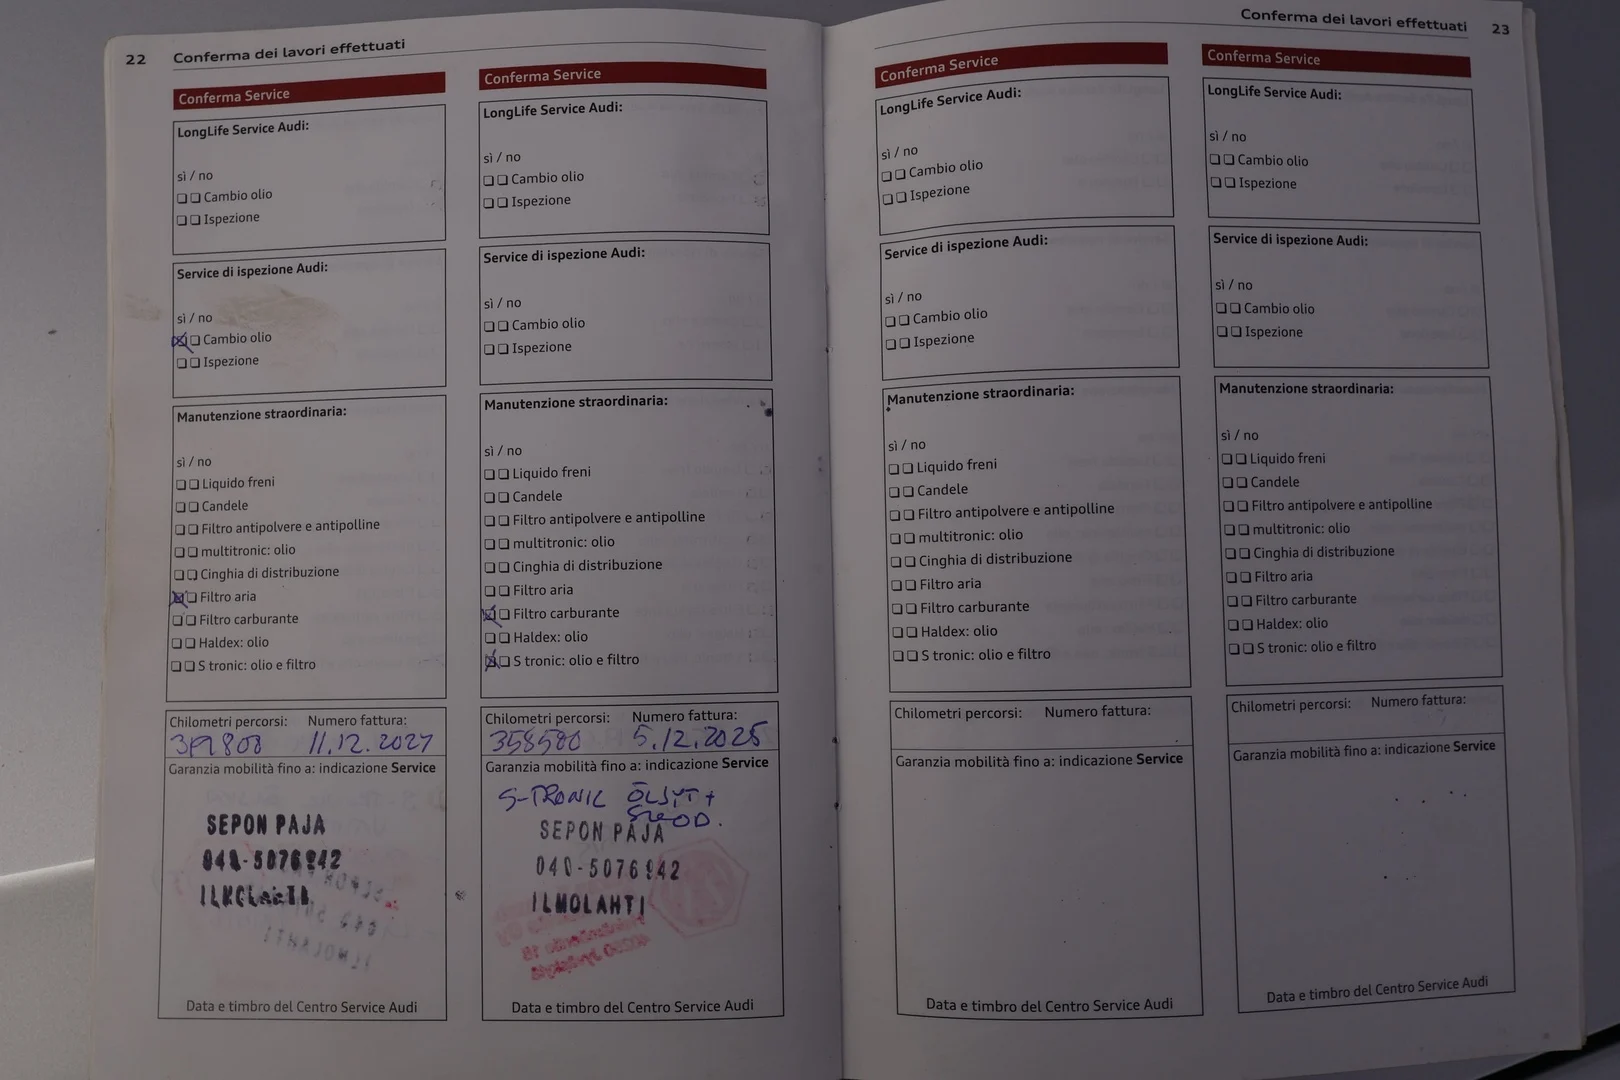 22 Conferma dei lavori effettuati
Conferma Service
LongLife Service Audi:
sì / no
Cambio olio
Ispezione
Service di ispezione Audi:
sì / no
Cambio olio
Ispezione
Manutenzione straordinaria:
sì / no
Liquido freni
Candele
Filtro antipolvere e antipolline
multitronic: olio
Cinghia di distribuzione
Filtro aria
Filtro carburante
Haldex: olio
S tronic: olio e filtro
Chilometri percorsi: Numero fattura:
11.12.2027
Garanzia mobilità fino a: indicazione Service
SEPON PAJA
040-5076942
ILMOLAHTI
Data e timbro del Centro Service Audi
Conferma Service
LongLife Service Audi:
sì / no
Cambio olio
Ispezione
Service di ispezione Audi:
sì / no
Cambio olio
Ispezione
Manutenzione straordinaria:
sì / no
Liquido freni
Candele
Filtro antipolvere e antipolline
multitronic: olio
Cinghia di distribuzione
Filtro aria
Filtro carburante
Haldex: olio
S tronic: olio e filtro
Chilometri percorsi: Numero fattura:
358500 5.12.2025
Garanzia mobilità fino a: indicazione Service
S-TRONIC ÖLJYT +
SUOD.
SEPON PAJA
040-5076942
ILMOLAHTI
Data e timbro del Centro Service Audi
Conferma dei lavori effettuati 23
Conferma Service
LongLife Service Audi:
sì / no
Cambio olio
Ispezione
Service di ispezione Audi:
sì / no
Cambio olio
Ispezione
Manutenzione straordinaria:
sì / no
Liquido freni
Candele
Filtro antipolvere e antipolline
multitronic: olio
Cinghia di distribuzione
Filtro aria
Filtro carburante
Haldex: olio
S tronic: olio e filtro
Chilometri percorsi: Numero fattura:
Garanzia mobilità fino a: indicazione Service
Data e timbro del Centro Service Audi
Conferma Service
LongLife Service Audi:
sì / no
Cambio olio
Ispezione
Service di ispezione Audi:
sì / no
Cambio olio
Ispezione
Manutenzione straordinaria:
sì / no
Liquido freni
Candele
Filtro antipolvere e antipolline
multitronic: olio
Cinghia di distribuzione
Filtro aria
Filtro carburante
Haldex: olio
S tronic: olio e filtro
Chilometri percorsi: Numero fattura:
Garanzia mobilità fino a: indicazione Service
Data e timbro del Centro Service Audi